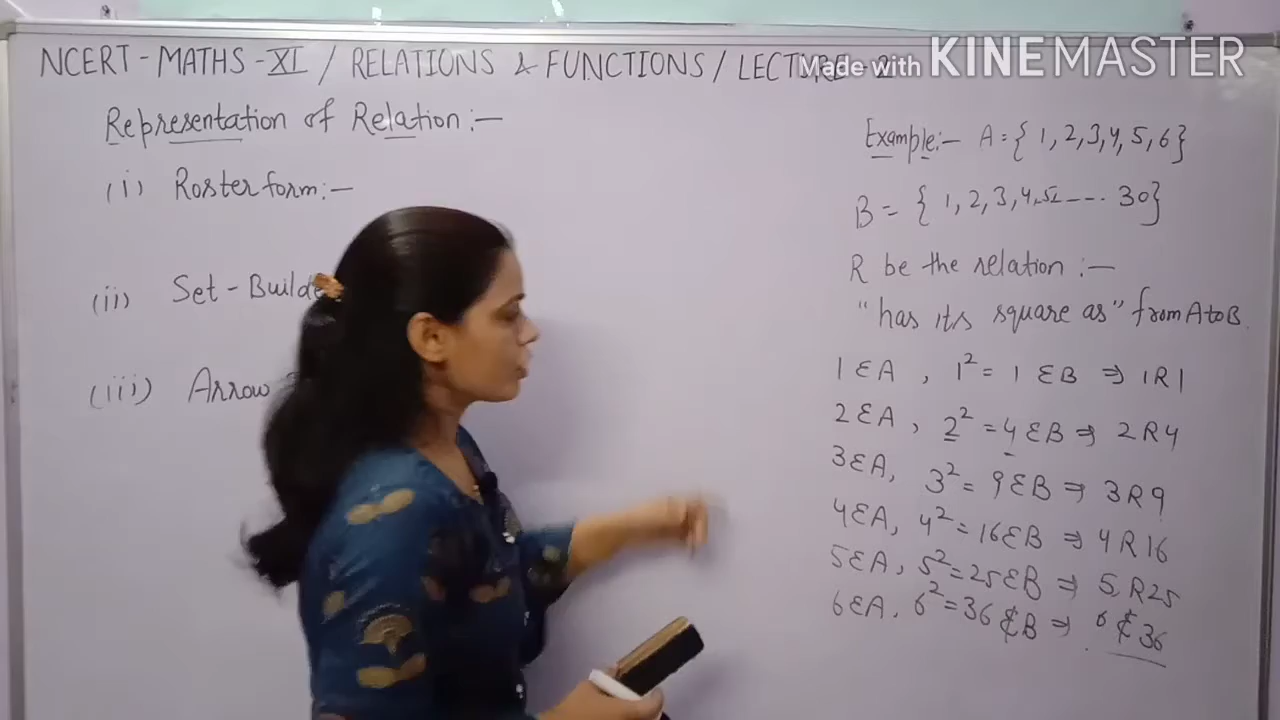 NCERT - MATHS - XI / RELATIONS & FUNCTIONS / LECTURE
Made with KINEMASTER
Representation of Relation :-
(i) Roster form :-
(ii) Set - Builde
(iii) Arrow
Example :- A = { 1, 2, 3, 4, 5, 6 }
B = { 1, 2, 3, 4, 5, --- . 30 }
R be the relation :-
"has its square as" from A to B.
1 ∈ A , 1² = 1 ∈ B ⇒ 1 R 1
2 ∈ A , 2² = 4 ∈ B ⇒ 2 R 4
3 ∈ A, 3² = 9 ∈ B ⇒ 3 R 9
4 ∈ A, 4² = 16 ∈ B ⇒ 4 R 16
5 ∈ A, 5² = 25 ∈ B ⇒ 5 R 25
6 ∈ A, 6² = 36 ∉ B ⇒ 6 ∉ 36